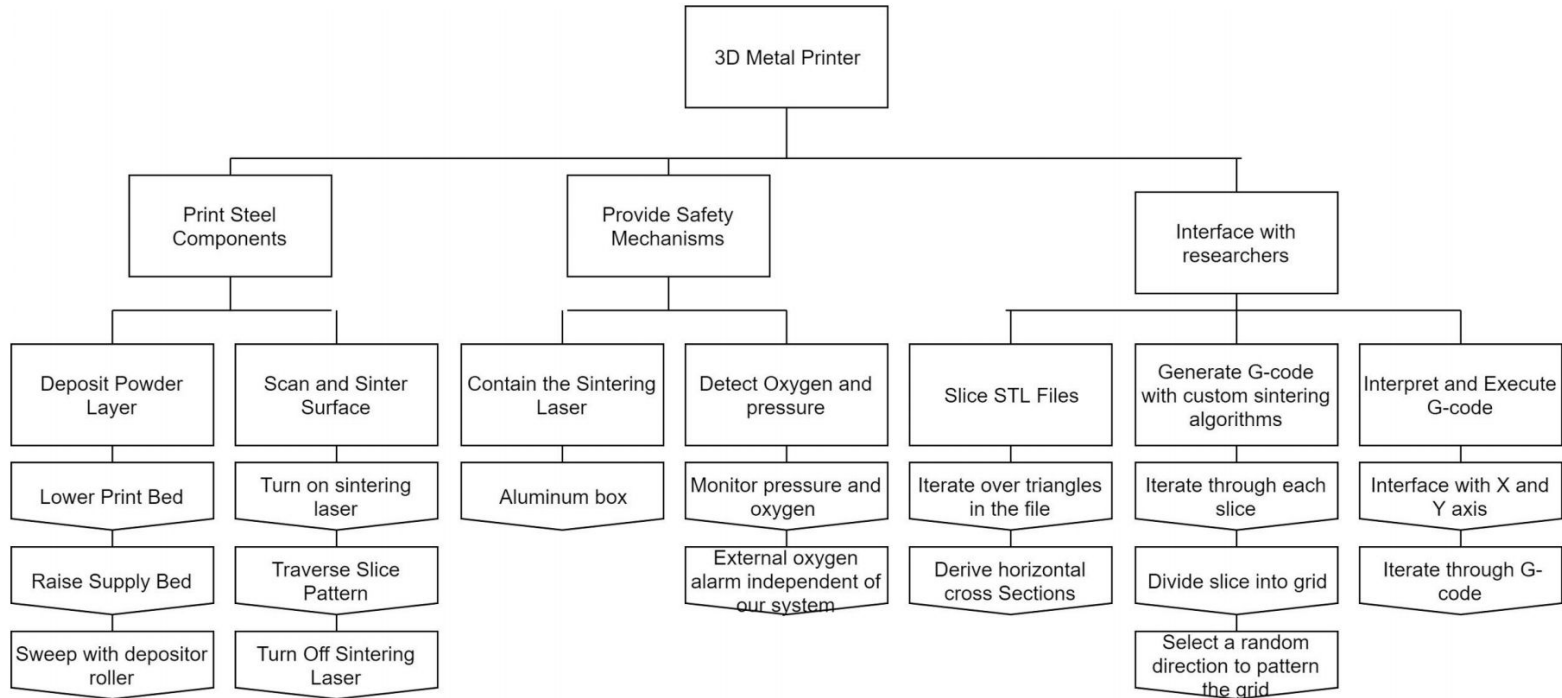 3D Metal Printer
Print Steel
Components
Provide Safety
Mechanisms
Interface with
researchers
Deposit Powder
Layer
Scan and Sinter
Surface
Contain the Sintering
Laser
Detect Oxygen and
pressure
Slice STL Files
Generate G-code
with custom sintering
algorithms
Interpret and Execute
G-code
Lower Print Bed
Turn on sintering
laser
Aluminum box
Monitor pressure and
oxygen
Iterate over triangles
in the file
Iterate through each
slice
Interface with X and
Y axis
Raise Supply Bed
Traverse Slice
Pattern
External oxygen
alarm independent of
our system
Derive horizontal
cross Sections
Divide slice into grid
Iterate through G-
code
Sweep with depositor
roller
Turn Off Sintering
Laser
Select a random
direction to pattern
the grid